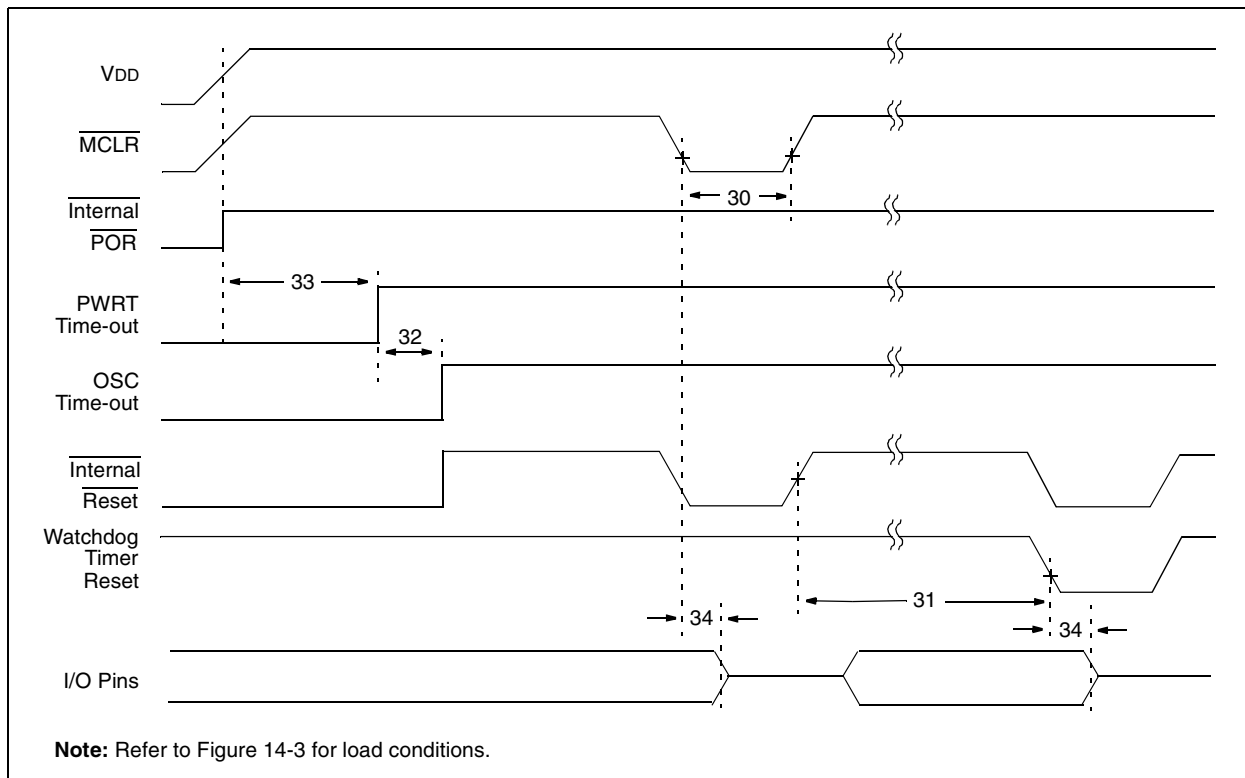 VDD
MCLR
30
Internal
POR
33
PWRT
Time-out
32
OSC
Time-out
Internal
Reset
Watchdog
Timer
Reset
31
34
34
I/O Pins
Note: Refer to Figure 14-3 for load conditions.